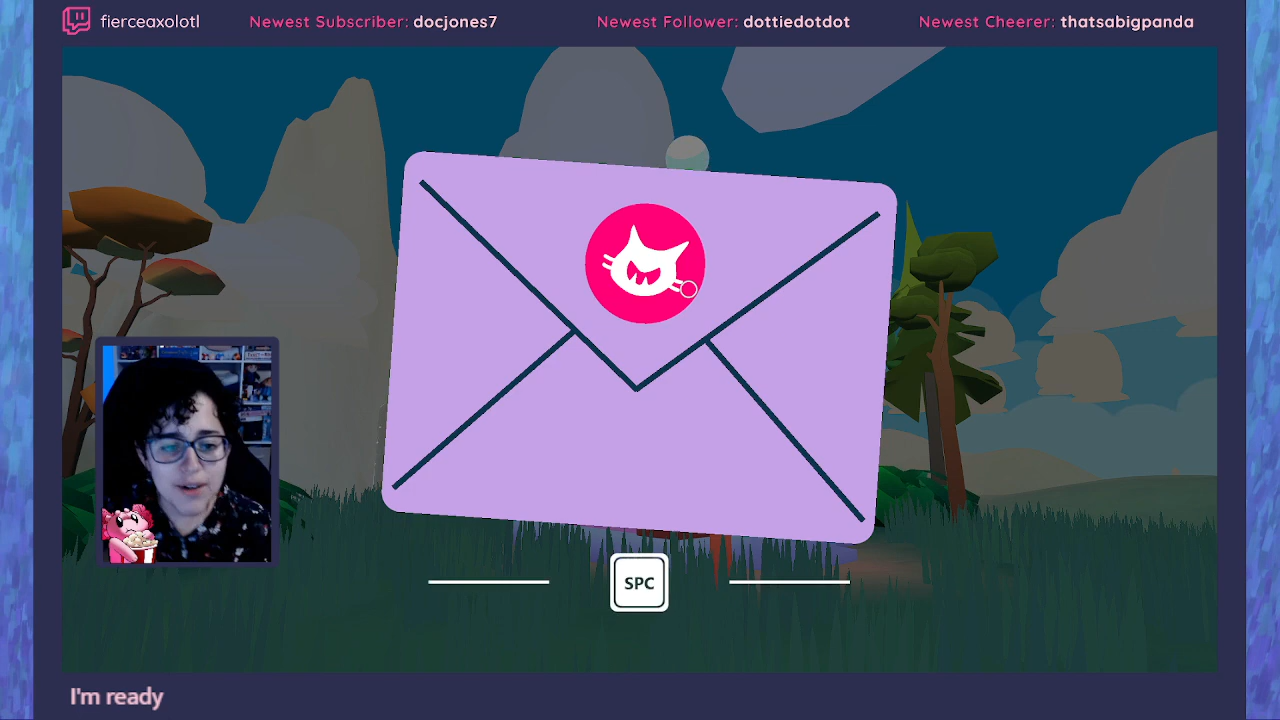 fierceaxolotl
Newest Subscriber: docjones7
Newest Follower: dottiedotdot
Newest Cheerer: thatsabigpanda
SPC
I'm ready